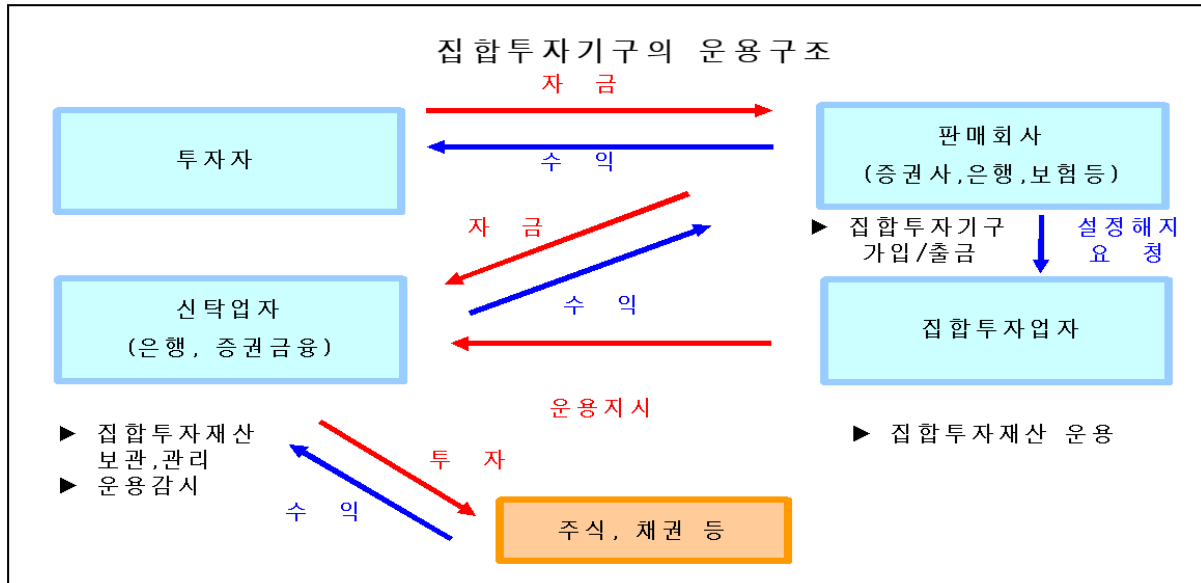 집합투자기구의 운용구조
자 금
투자자
수 익
판매회사
(증권사,은행,보험등)
자 금
▶ 집합투자기구
가입/출금
설정해지
요 청
수 익
신탁업자
(은행, 증권금융)
집합투자업자
운용지시
▶ 집합투자재산
보관,관리
▶ 운용감시
▶ 집합투자재산 운용
투 자
수 익
주식, 채권 등